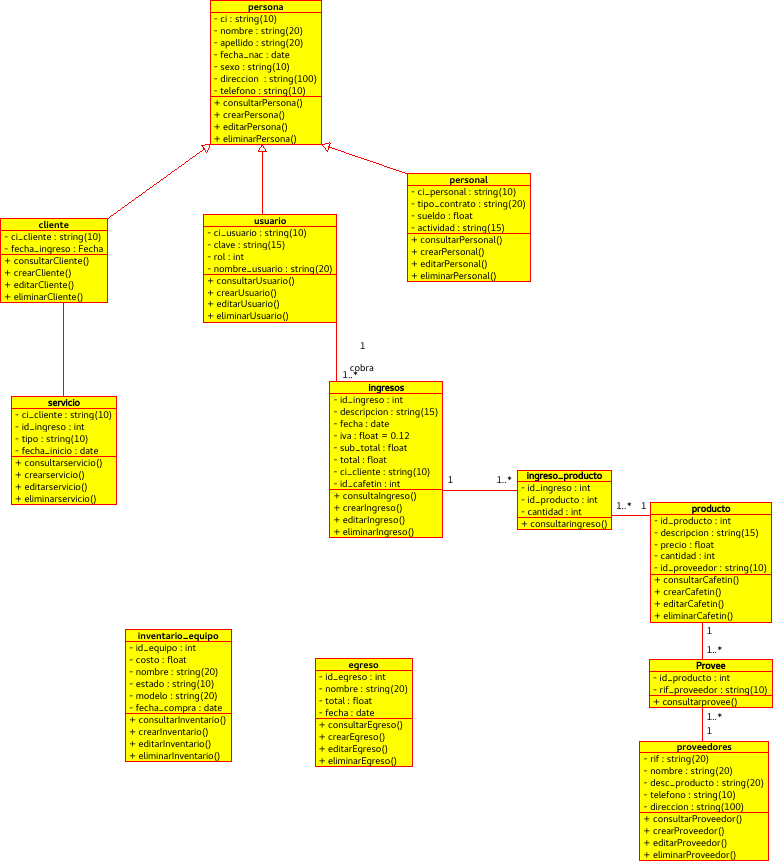 persona
- ci : string(10)
- nombre : string(20)
- apellido : string(20)
- fecha_nac : date
- sexo : string(10)
- direccion : string(100)
- telefono : string(10)
+ consultarPersona()
+ crearPersona()
+ editarPersona()
+ eliminarPersona()
personal
- ci_personal : string(10)
- tipo_contrato : string(20)
- sueldo : float
- actividad : string(15)
+ consultarPersonal()
+ crearPersonal()
+ editarPersonal()
+ eliminarPersonal()
cliente
- ci_cliente : string(10)
- fecha_ingreso : Fecha
+ consultarCliente()
+ crearCliente()
+ editarCliente()
+ eliminarCliente()
usuario
- ci_usuario : string(10)
- clave : string(15)
- rol : int
- nombre_usuario : string(20)
+ consultarUsuario()
+ crearUsuario()
+ editarUsuario()
+ eliminarUsuario()
1
cobra
1..*
servicio
- ci_cliente : string(10)
- id_ingreso : int
- tipo : string(10)
- fecha_inicio : date
+ consultarservicio()
+ crearservicio()
+ editarservicio()
+ eliminarservicio()
ingresos
- id_ingreso : int
- descripcion : string(15)
- fecha : date
- iva : float = 0.12
- sub_total : float
- total : float
- ci_cliente : string(10)
- id_cafetin : int
+ consultaIngreso()
+ crearIngreso()
+ editarIngreso()
+ eliminarIngreso()
1
1..*
ingreso_producto
- id_ingreso : int
- id_producto : int
- cantidad : int
+ consultaringreso()
1..*
1
producto
- id_producto : int
- descripcion : string(15)
- precio : float
- cantidad : int
- id_proveedor : string(10)
+ consultarCafetin()
+ crearCafetin()
+ editarCafetin()
+ eliminarCafetin()
1
1..*
Provee
- id_producto : int
- rif_proveedor : string(10)
+ consultarprovee()
1..*
1
proveedores
- rif : string(20)
- nombre : string(20)
- desc_producto : string(20)
- telefono : string(10)
- direccion : string(100)
+ consultarProveedor()
+ crearProveedor()
+ editarProveedor()
+ eliminarProveedor()
inventario_equipo
- id_equipo : int
- costo : float
- nombre : string(20)
- estado : string(10)
- modelo : string(20)
- fecha_compra : date
+ consultarInventario()
+ crearInventario()
+ editarInventario()
+ eliminarInventario()
egreso
- id_egreso : int
- nombre : string(20)
- total : float
- fecha : date
+ consultarEgreso()
+ crearEgreso()
+ editarEgreso()
+ eliminarEgreso()